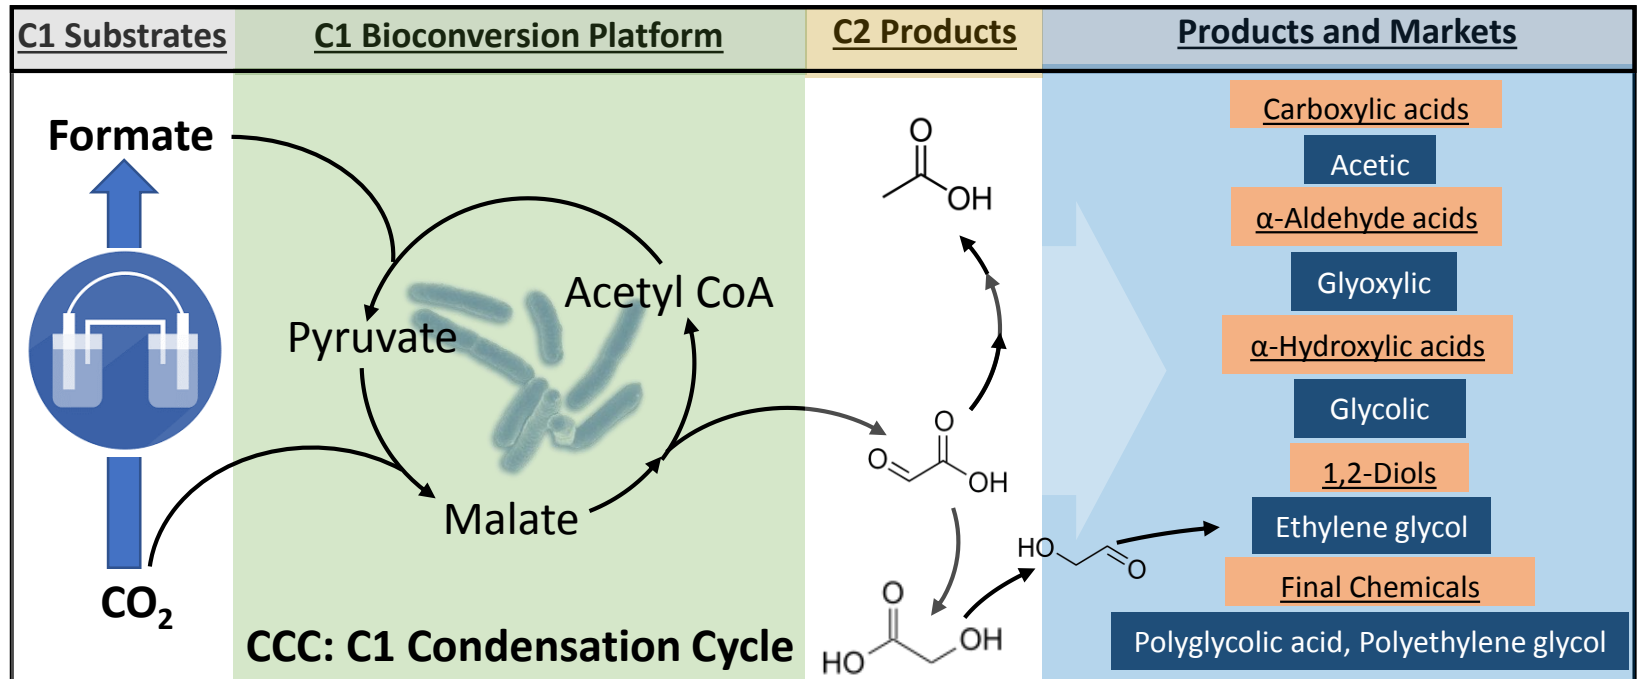 C1 Substrates
C1 Bioconversion Platform
C2 Products
Products and Markets
Formate
CO2
Pyruvate
Acetyl CoA
Malate
CCC: C1 Condensation Cycle
O
OH
O
O
OH
O
HO
OH
HO
O
Carboxylic acids
Acetic
α-Aldehyde acids
Glyoxylic
α-Hydroxylic acids
Glycolic
1,2-Diols
Ethylene glycol
Final Chemicals
Polyglycolic acid, Polyethylene glycol